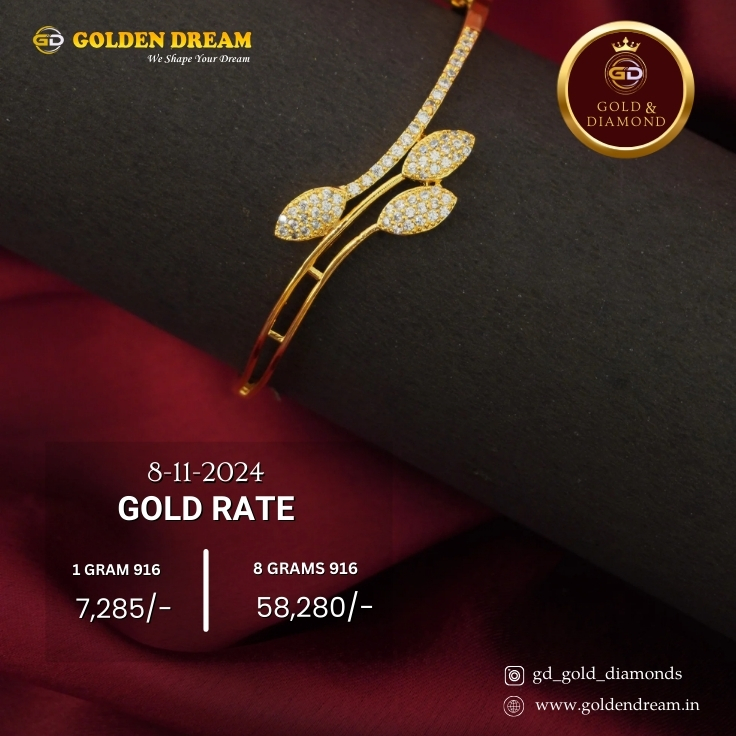 GD GOLDEN DREAM
We Shape Your Dream
GD
GOLD &
DIAMOND
8-11-2024
GOLD RATE
1 GRAM 916
7,285/-
8 GRAMS 916
58,280/-
gd_gold_diamonds
www.goldendream.in